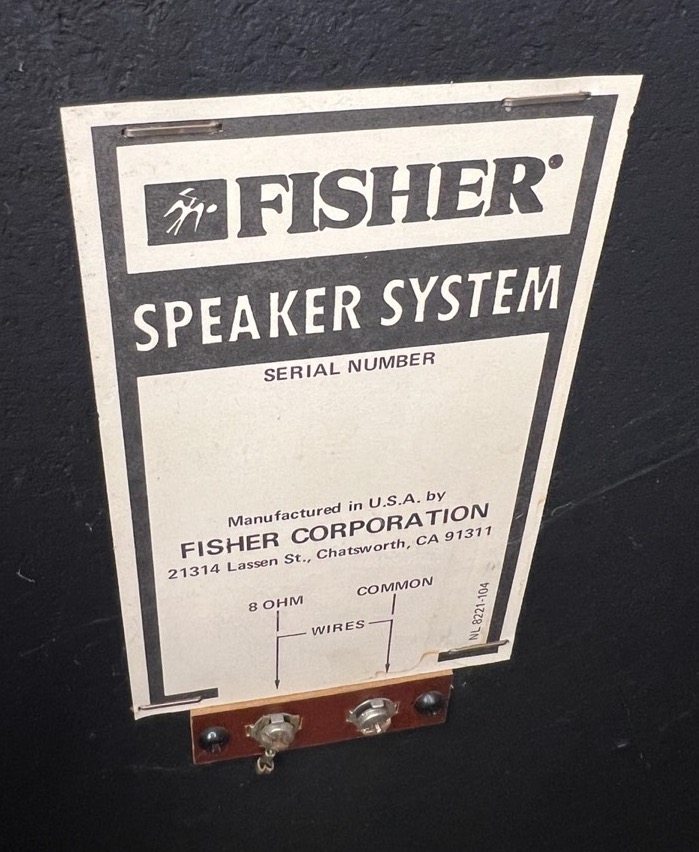 FISHER
SPEAKER SYSTEM
SERIAL NUMBER
Manufactured in U.S.A. by
FISHER CORPORATION
21314 Lassen St., Chatsworth, CA 91311
8 OHM
COMMON
WIRES
NL 8221-104